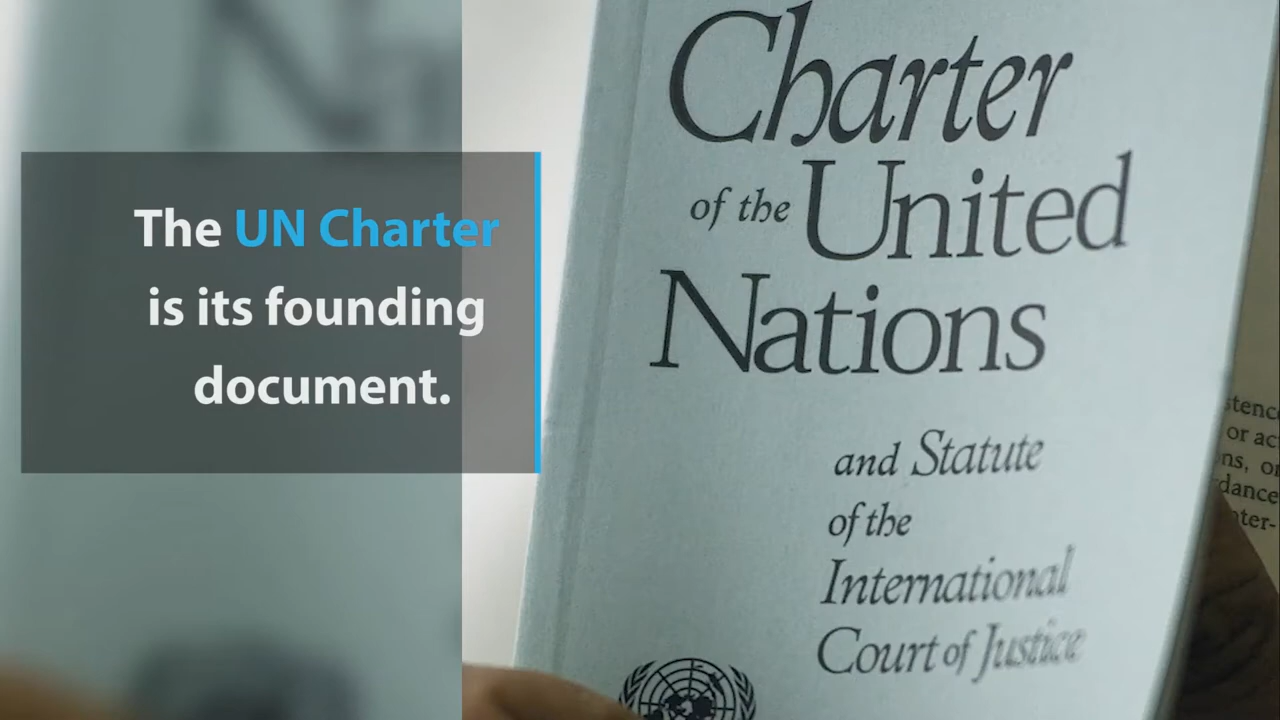 The UN Charter
is its founding
document.
Charter
of the United
Nations
and Statute
of the
International
Court of Justice
or